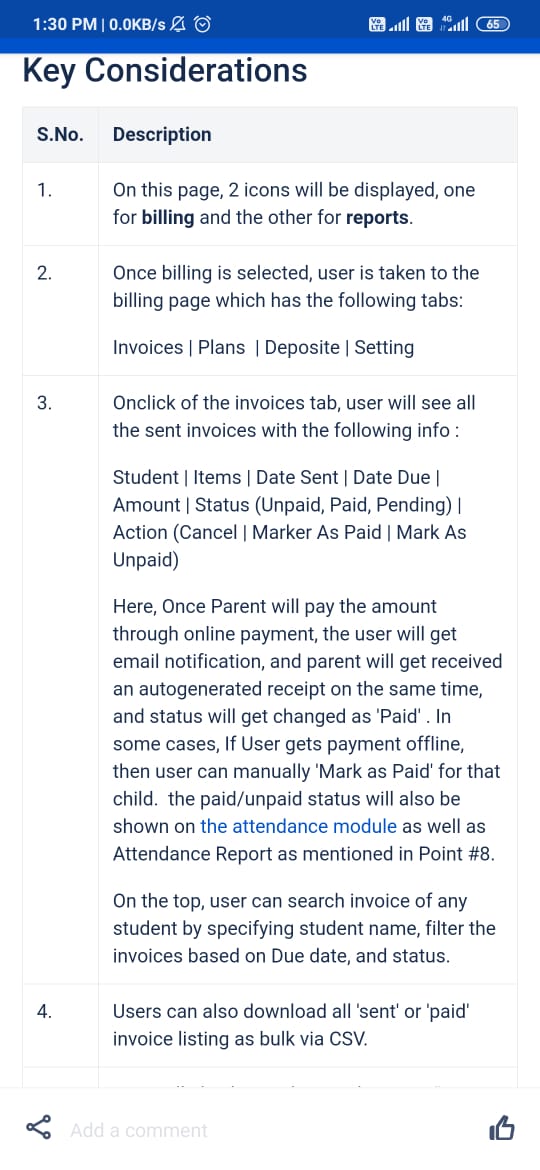 1:30 PM | 0.0KB/s
Vo LTE Vo LTE 4G 65
Key Considerations
S.No. Description
1. On this page, 2 icons will be displayed, one
for billing and the other for reports.
2. Once billing is selected, user is taken to the
billing page which has the following tabs:
Invoices | Plans | Deposite | Setting
3. Onclick of the invoices tab, user will see all
the sent invoices with the following info :
Student | Items | Date Sent | Date Due |
Amount | Status (Unpaid, Paid, Pending) |
Action (Cancel | Marker As Paid | Mark As
Unpaid)
Here, Once Parent will pay the amount
through online payment, the user will get
email notification, and parent will get received
an autogenerated receipt on the same time,
and status will get changed as 'Paid' . In
some cases, If User gets payment offline,
then user can manually 'Mark as Paid' for that
child. the paid/unpaid status will also be
shown on the attendance module as well as
Attendance Report as mentioned in Point #8.
On the top, user can search invoice of any
student by specifying student name, filter the
invoices based on Due date, and status.
4. Users can also download all 'sent' or 'paid'
invoice listing as bulk via CSV.
Add a comment